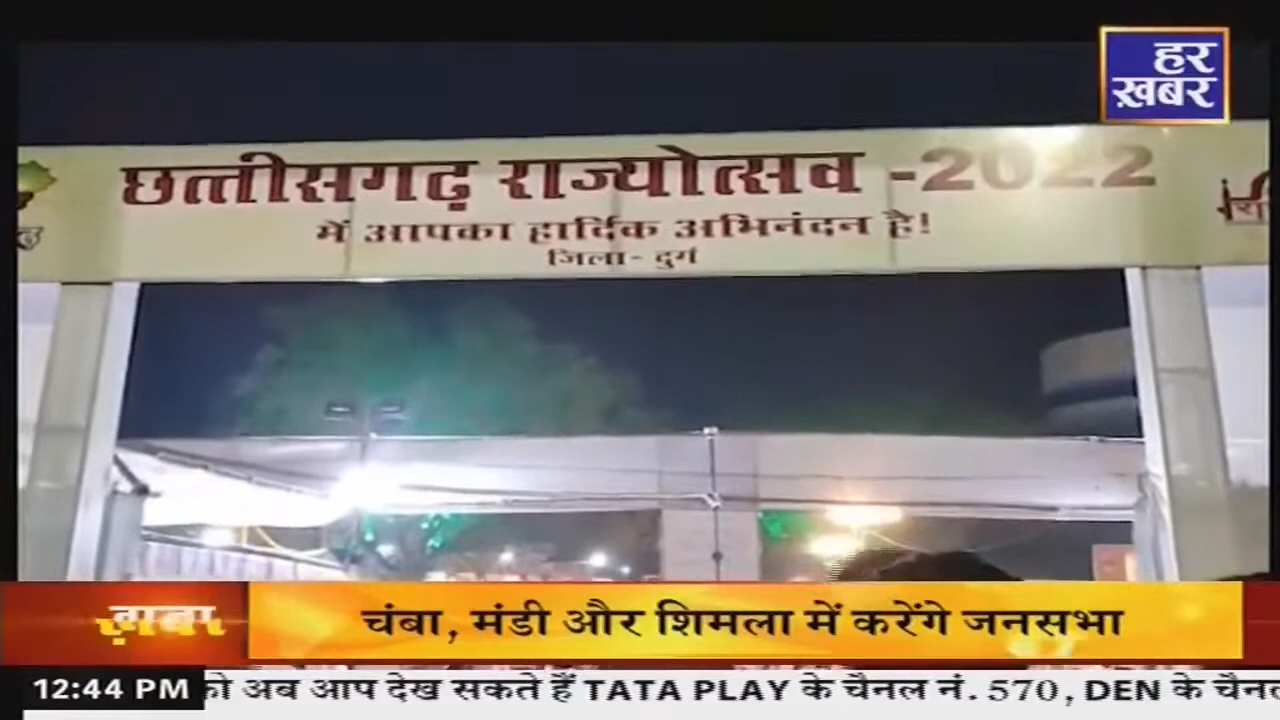 हर
ख़बर
छत्तीसगढ़ राज्योत्सव -2022
में आपका हार्दिक अभिनंदन है!
जिला- दुर्ग
चंबा, मंडी और शिमला में करेंगे जनसभा
12:44 PM
अब आप देख सकते हैं TATA PLAY के चैनल नं. 570, DEN के